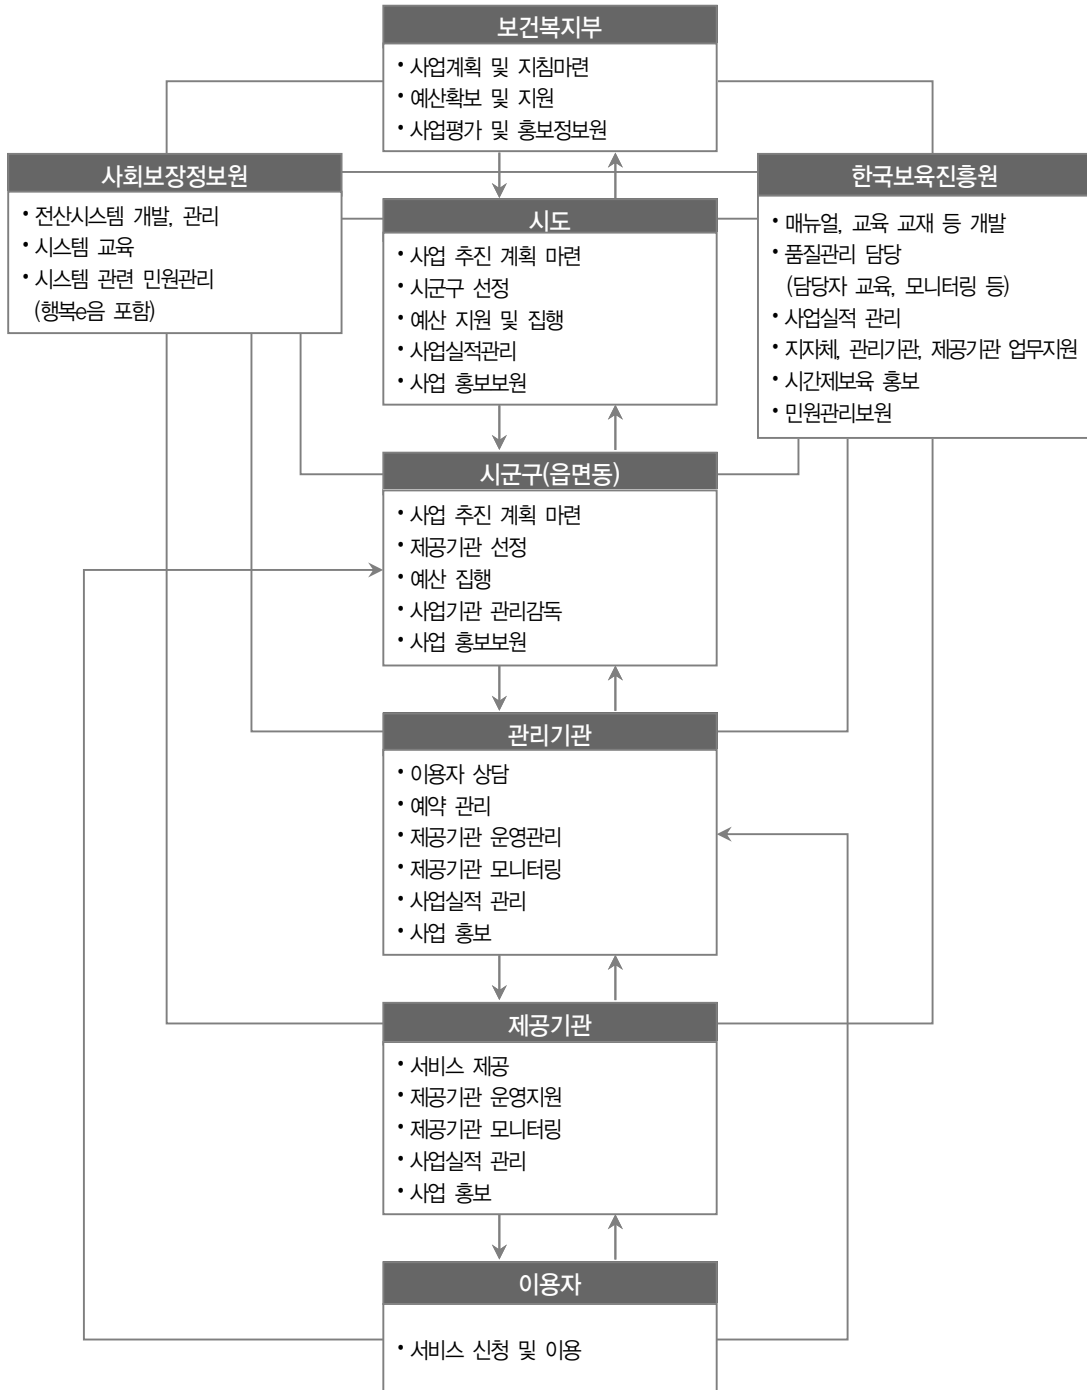 보건복지부
• 사업계획 및 지침마련
• 예산확보 및 지원
• 사업평가 및 홍보정보원
사회보장정보원
• 전산시스템 개발, 관리
• 시스템 교육
• 시스템 관련 민원관리
(행복e음 포함)
한국보육진흥원
• 매뉴얼, 교육 교재 등 개발
• 품질관리 담당
(담당자 교육, 모니터링 등)
• 사업실적 관리
• 지자체, 관리기관, 제공기관 업무지원
• 시간제보육 홍보
• 민원관리보원
시도
• 사업 추진 계획 마련
• 시군구 선정
• 예산 지원 및 집행
• 사업실적관리
• 사업 홍보보원
시군구(읍면동)
• 사업 추진 계획 마련
• 제공기관 선정
• 예산 집행
• 사업기관 관리감독
• 사업 홍보보원
관리기관
• 이용자 상담
• 예약 관리
• 제공기관 운영관리
• 제공기관 모니터링
• 사업실적 관리
• 사업 홍보
제공기관
• 서비스 제공
• 제공기관 운영지원
• 제공기관 모니터링
• 사업실적 관리
• 사업 홍보
이용자
• 서비스 신청 및 이용